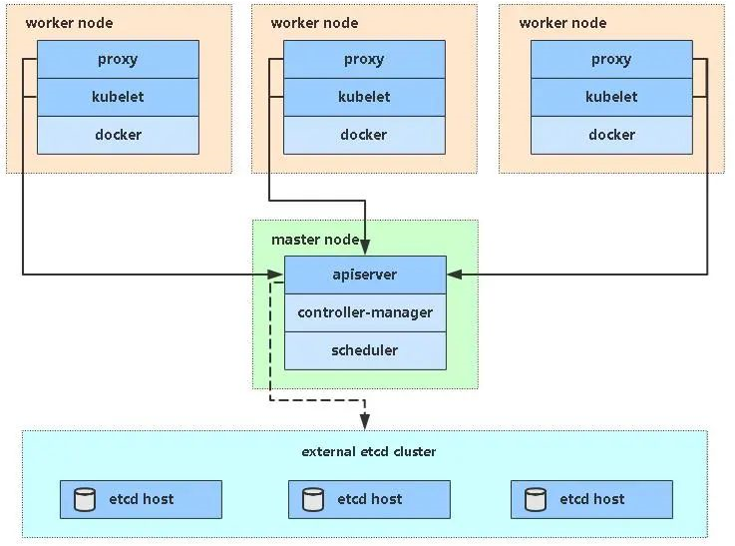 worker node
worker node
worker node
proxy
kubelet
docker
proxy
kubelet
docker
proxy
kubelet
docker
master node
apiserver
controller-manager
scheduler
external etcd cluster
etcd host
etcd host
etcd host